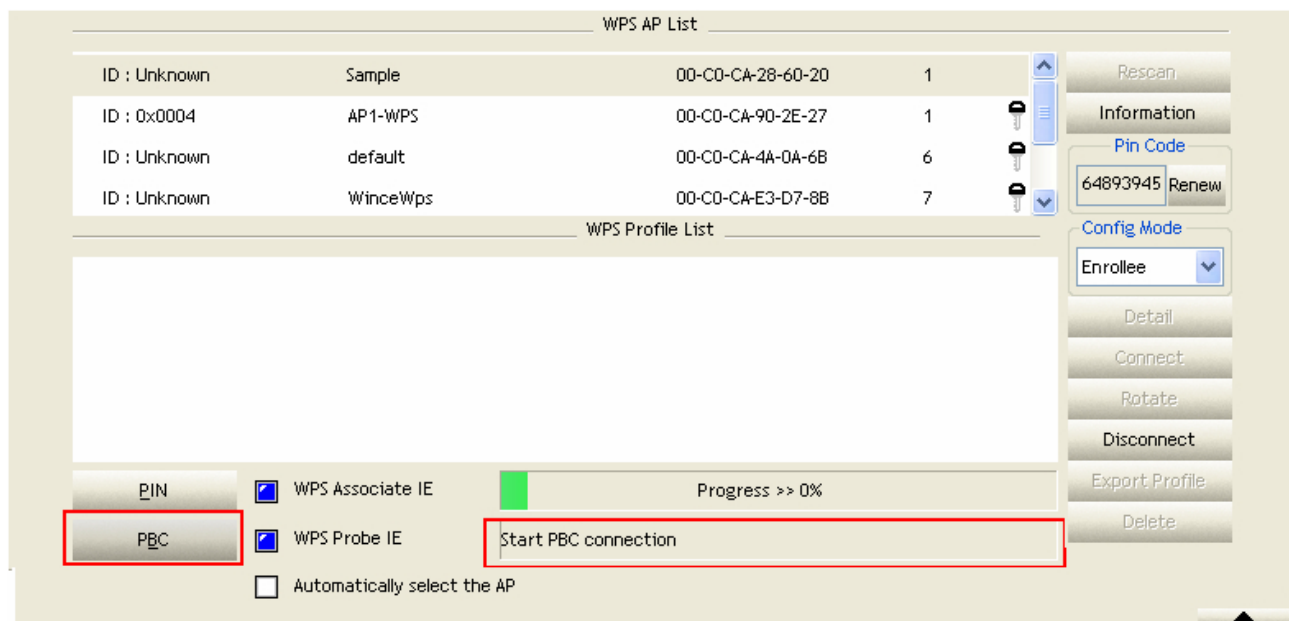 WPS AP List
ID : Unknown Sample 00-C0-CA-28-60-20 1
ID : 0x0004 AP1-WPS 00-C0-CA-90-2E-27 1
ID : Unknown default 00-C0-CA-4A-0A-6B 6
ID : Unknown WinceWps 00-C0-CA-E3-D7-8B 7
Rescan
Information
Pin Code
64893945 Renew
WPS Profile List
Config Mode
Enrollee
Detail
Connect
Rotate
Disconnect
Export Profile
Delete
PIN WPS Associate IE Progress >> 0%
PBC WPS Probe IE Start PBC connection
Automatically select the AP